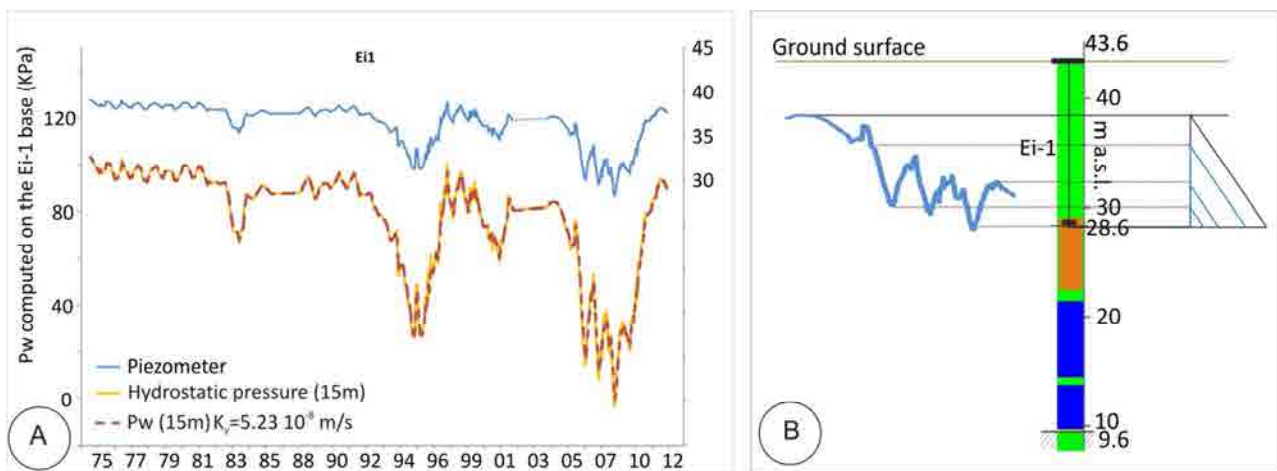 Ei1
Pw computed on the Ei-1 base (KPa)
120
80
40
0
45
40
35
30
Piezometer
Hydrostatic pressure (15m)
Pw (15m) Kv=5.23 10⁻⁸ m/s
75 77 79 81 83 85 88 90 92 94 96 99 01 03 05 07 10 12
A
Ground surface
43.6
40
Ei-1
m a.s.l.
30
28.6
20
10
9.6
B